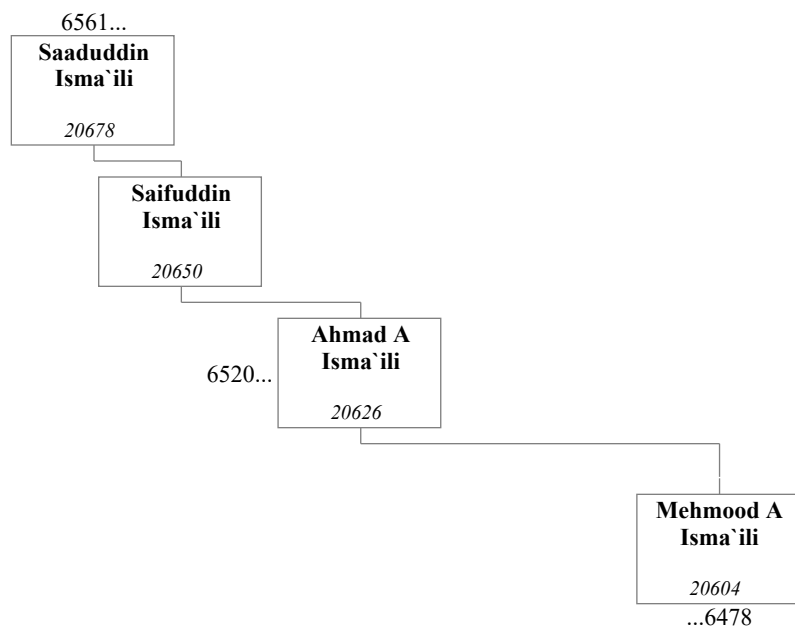 6561...
Saaduddin
Isma`ili
20678
Saifuddin
Isma`ili
20650
Ahmad A
Isma`ili
6520...
20626
Mehmood A
Isma`ili
20604
...6478